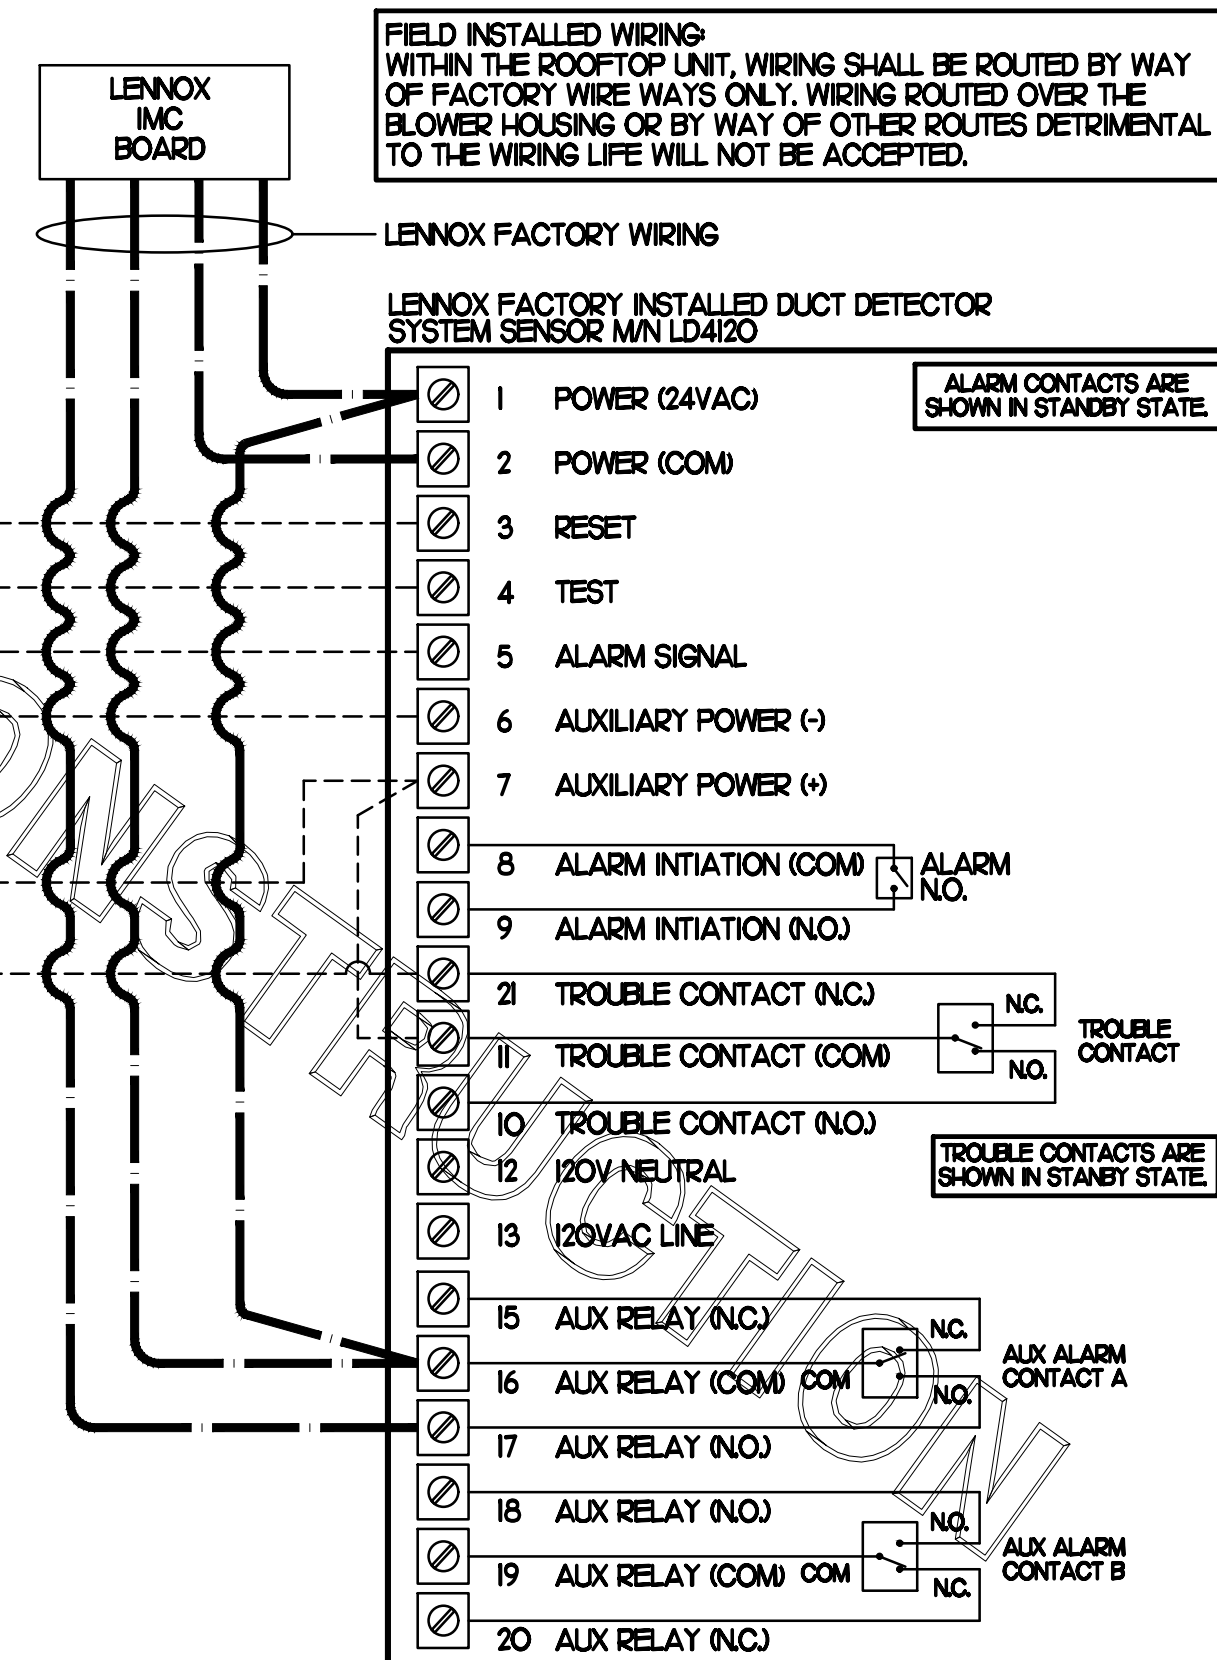 FIELD INSTALLED WIRING:
WITHIN THE ROOFTOP UNIT, WIRING SHALL BE ROUTED BY WAY
OF FACTORY WIRE WAYS ONLY. WIRING ROUTED OVER THE
BLOWER HOUSING OR BY WAY OF OTHER ROUTES DETRIMENTAL
TO THE WIRING LIFE WILL NOT BE ACCEPTED.
LENNOX
IMC
BOARD
LENNOX FACTORY WIRING
LENNOX FACTORY INSTALLED DUCT DETECTOR
SYSTEM SENSOR M/N LD4120
ALARM CONTACTS ARE
SHOWN IN STANDBY STATE.
1 POWER (24VAC)
2 POWER (COM)
3 RESET
4 TEST
5 ALARM SIGNAL
6 AUXILIARY POWER (-)
7 AUXILIARY POWER (+)
8 ALARM INTIATION (COM)
ALARM
N.O.
9 ALARM INTIATION (N.O.)
21 TROUBLE CONTACT (N.C.)
N.C.
TROUBLE
CONTACT
11 TROUBLE CONTACT (COM)
N.O.
10 TROUBLE CONTACT (N.O.)
TROUBLE CONTACTS ARE
SHOWN IN STANBY STATE.
12 120V NEUTRAL
13 120VAC LINE
15 AUX RELAY (N.C.)
N.C.
AUX ALARM
CONTACT A
16 AUX RELAY (COM) COM
N.O.
17 AUX RELAY (N.O.)
18 AUX RELAY (N.O.)
N.O.
AUX ALARM
CONTACT B
19 AUX RELAY (COM) COM
N.C.
20 AUX RELAY (N.C.)
ONSTRUCTION